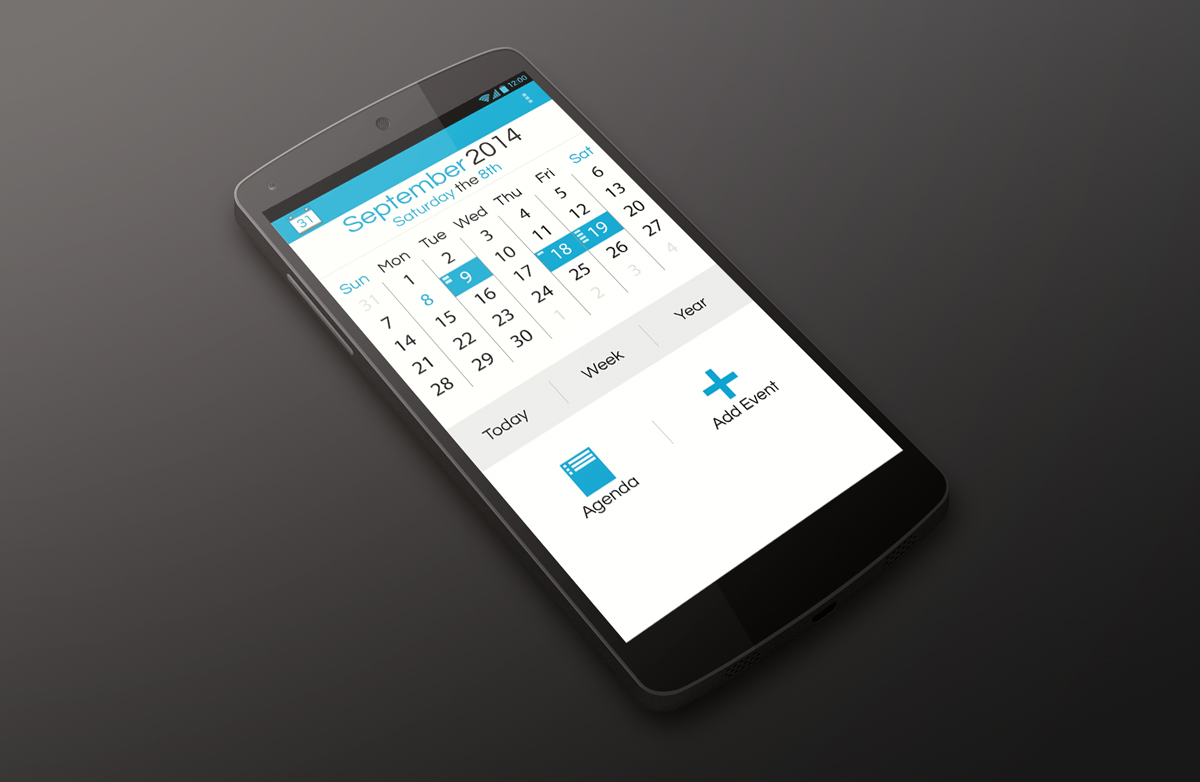 12:00
31
September 2014
Saturday the 8th
Sun Mon Tue Wed Thu Fri Sat
31 1 2 3 4 5 6
7 8 9 10 11 12 13
14 15 16 17 18 19 20
21 22 23 24 25 26 27
28 29 30 1 2 3 4
Today Week Year
Agenda Add Event